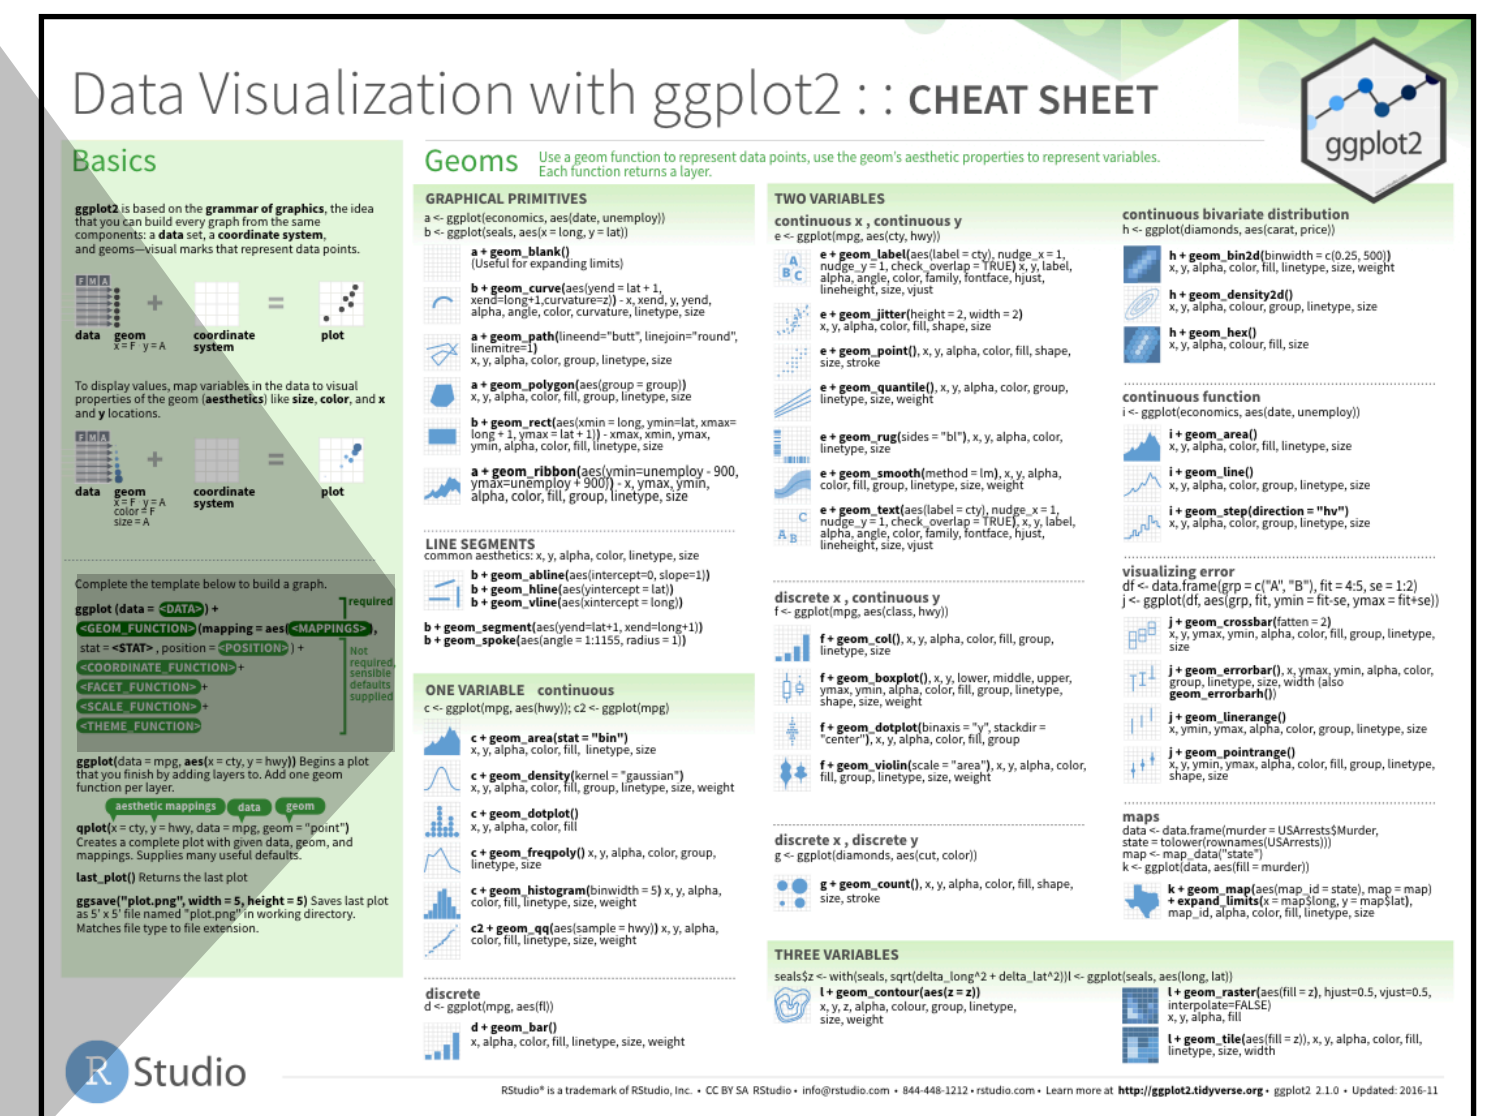 Data Visualization with ggplot2 : : CHEAT SHEET
ggplot2
Basics
ggplot2 is based on the grammar of graphics, the idea
that you can build every graph from the same
components: a data set, a coordinate system,
and geoms—visual marks that represent data points.
F M A
+
=
data geom coordinate plot
x = F y = A system
To display values, map variables in the data to visual
properties of the geom (aesthetics) like size, color, and x
and y locations.
F M A
+
=
data geom coordinate plot
x = F y = A system
color = F
size = A
Complete the template below to build a graph.
ggplot (data = <DATA>) + required
<GEOM_FUNCTION> (mapping = aes( <MAPPINGS> ),
stat = <STAT> , position = <POSITION> ) + Not
<COORDINATE_FUNCTION> + required,
<FACET_FUNCTION> + sensible
<SCALE_FUNCTION> + defaults
<THEME_FUNCTION> supplied
ggplot(data = mpg, aes(x = cty, y = hwy)) Begins a plot
that you finish by adding layers to. Add one geom
function per layer.
aesthetic mappings data geom
qplot(x = cty, y = hwy, data = mpg, geom = "point")
Creates a complete plot with given data, geom, and
mappings. Supplies many useful defaults.
last_plot() Returns the last plot
ggsave("plot.png", width = 5, height = 5) Saves last plot
as 5' x 5' file named "plot.png" in working directory.
Matches file type to file extension.
R Studio
Geoms
Use a geom function to represent data points, use the geom's aesthetic properties to represent variables.
Each function returns a layer.
GRAPHICAL PRIMITIVES
a <- ggplot(economics, aes(date, unemploy))
b <- ggplot(seals, aes(x = long, y = lat))
a + geom_blank()
(Useful for expanding limits)
b + geom_curve(aes(yend = lat + 1,
xend=long+1,curvature=z)) - x, xend, y, yend,
alpha, angle, color, curvature, linetype, size
a + geom_path(lineend="butt", linejoin="round",
linemitre=1)
x, y, alpha, color, group, linetype, size
a + geom_polygon(aes(group = group))
x, y, alpha, color, fill, group, linetype, size
b + geom_rect(aes(xmin = long, ymin=lat, xmax=
long + 1, ymax = lat + 1)) - xmax, xmin, ymax,
ymin, alpha, color, fill, linetype, size
a + geom_ribbon(aes(ymin=unemploy - 900,
ymax=unemploy + 900)) - x, ymax, ymin,
alpha, color, fill, group, linetype, size
LINE SEGMENTS
common aesthetics: x, y, alpha, color, linetype, size
b + geom_abline(aes(intercept=0, slope=1))
b + geom_hline(aes(yintercept = lat))
b + geom_vline(aes(xintercept = long))
b + geom_segment(aes(yend=lat+1, xend=long+1))
b + geom_spoke(aes(angle = 1:1155, radius = 1))
ONE VARIABLE continuous
c <- ggplot(mpg, aes(hwy)); c2 <- ggplot(mpg)
c + geom_area(stat = "bin")
x, y, alpha, color, fill, linetype, size
c + geom_density(kernel = "gaussian")
x, y, alpha, color, fill, group, linetype, size, weight
c + geom_dotplot()
x, y, alpha, color, fill
c + geom_freqpoly() x, y, alpha, color, group,
linetype, size
c + geom_histogram(binwidth = 5) x, y, alpha,
color, fill, linetype, size, weight
c2 + geom_qq(aes(sample = hwy)) x, y, alpha,
color, fill, linetype, size, weight
discrete
d <- ggplot(mpg, aes(fl))
d + geom_bar()
x, alpha, color, fill, linetype, size, weight
TWO VARIABLES
continuous x , continuous y
e <- ggplot(mpg, aes(cty, hwy))
A
B C
e + geom_label(aes(label = cty), nudge_x = 1,
nudge_y = 1, check_overlap = TRUE) x, y, label,
alpha, angle, color, family, fontface, hjust,
lineheight, size, vjust
e + geom_jitter(height = 2, width = 2)
x, y, alpha, color, fill, shape, size
e + geom_point(), x, y, alpha, color, fill, shape,
size, stroke
e + geom_quantile(), x, y, alpha, color, group,
linetype, size, weight
e + geom_rug(sides = "bl"), x, y, alpha, color,
linetype, size
e + geom_smooth(method = lm), x, y, alpha,
color, fill, group, linetype, size, weight
C
A B
e + geom_text(aes(label = cty), nudge_x = 1,
nudge_y = 1, check_overlap = TRUE), x, y, label,
alpha, angle, color, family, fontface, hjust,
lineheight, size, vjust
discrete x , continuous y
f <- ggplot(mpg, aes(class, hwy))
f + geom_col(), x, y, alpha, color, fill, group,
linetype, size
f + geom_boxplot(), x, y, lower, middle, upper,
ymax, ymin, alpha, color, fill, group, linetype,
shape, size, weight
f + geom_dotplot(binaxis = "y", stackdir =
"center"), x, y, alpha, color, fill, group
f + geom_violin(scale = "area"), x, y, alpha, color,
fill, group, linetype, size, weight
discrete x , discrete y
g <- ggplot(diamonds, aes(cut, color))
g + geom_count(), x, y, alpha, color, fill, shape,
size, stroke
continuous bivariate distribution
h <- ggplot(diamonds, aes(carat, price))
h + geom_bin2d(binwidth = c(0.25, 500))
x, y, alpha, color, fill, linetype, size, weight
h + geom_density2d()
x, y, alpha, colour, group, linetype, size
h + geom_hex()
x, y, alpha, colour, fill, size
continuous function
i <- ggplot(economics, aes(date, unemploy))
i + geom_area()
x, y, alpha, color, fill, linetype, size
i + geom_line()
x, y, alpha, color, group, linetype, size
i + geom_step(direction = "hv")
x, y, alpha, color, group, linetype, size
visualizing error
df <- data.frame(grp = c("A", "B"), fit = 4:5, se = 1:2)
j <- ggplot(df, aes(grp, fit, ymin = fit-se, ymax = fit+se))
j + geom_crossbar(fatten = 2)
x, y, ymax, ymin, alpha, color, fill, group, linetype,
size
j + geom_errorbar(), x, ymax, ymin, alpha, color,
group, linetype, size, width (also
geom_errorbarh())
j + geom_linerange()
x, ymin, ymax, alpha, color, group, linetype, size
j + geom_pointrange()
x, y, ymin, ymax, alpha, color, fill, group, linetype,
shape, size
maps
data <- data.frame(murder = USArrests$Murder,
state = tolower(rownames(USArrests)))
map <- map_data("state")
k <- ggplot(data, aes(fill = murder))
k + geom_map(aes(map_id = state), map = map)
+ expand_limits(x = map$long, y = map$lat),
map_id, alpha, color, fill, linetype, size
THREE VARIABLES
seals$z <- with(seals, sqrt(delta_long^2 + delta_lat^2))l <- ggplot(seals, aes(long, lat))
l + geom_contour(aes(z = z))
x, y, z, alpha, colour, group, linetype,
size, weight
l + geom_raster(aes(fill = z), hjust=0.5, vjust=0.5,
interpolate=FALSE)
x, y, alpha, fill
l + geom_tile(aes(fill = z)), x, y, alpha, color, fill,
linetype, size, width
RStudio® is a trademark of RStudio, Inc. • CC BY SA RStudio • info@rstudio.com • 844-448-1212 • rstudio.com • Learn more at http://ggplot2.tidyverse.org • ggplot2 2.1.0 • Updated: 2016-11